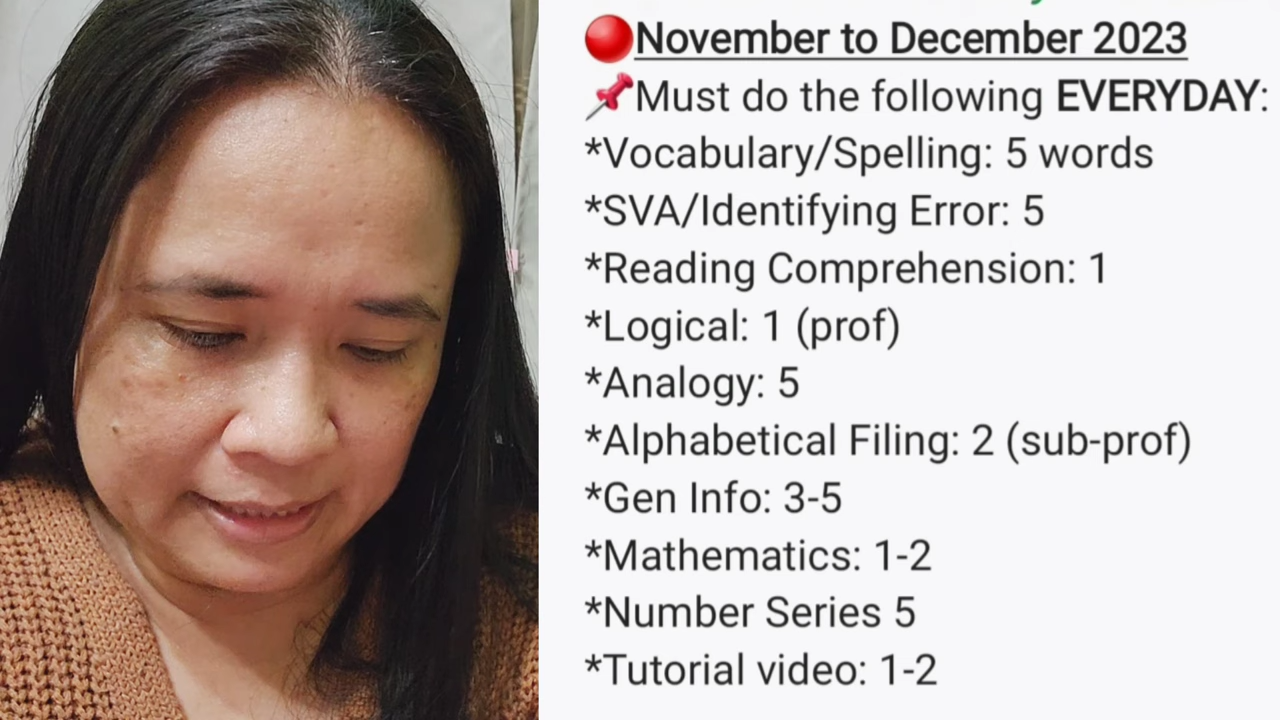 November to December 2023
Must do the following EVERYDAY:
*Vocabulary/Spelling: 5 words
*SVA/Identifying Error: 5
*Reading Comprehension: 1
*Logical: 1 (prof)
*Analogy: 5
*Alphabetical Filing: 2 (sub-prof)
*Gen Info: 3-5
*Mathematics: 1-2
*Number Series 5
*Tutorial video: 1-2